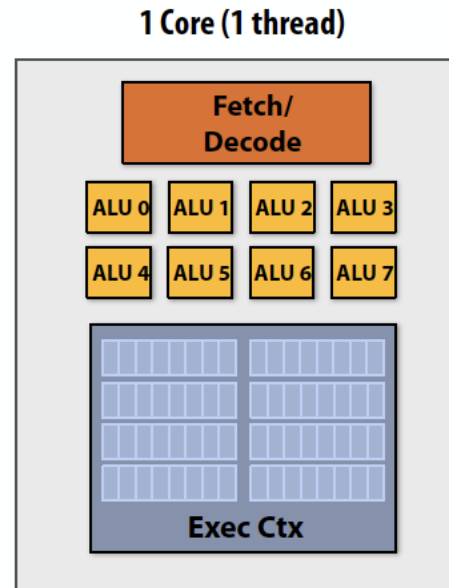 1 Core (1 thread)
Fetch/
Decode
ALU 0 ALU 1 ALU 2 ALU 3
ALU 4 ALU 5 ALU 6 ALU 7
Exec Ctx